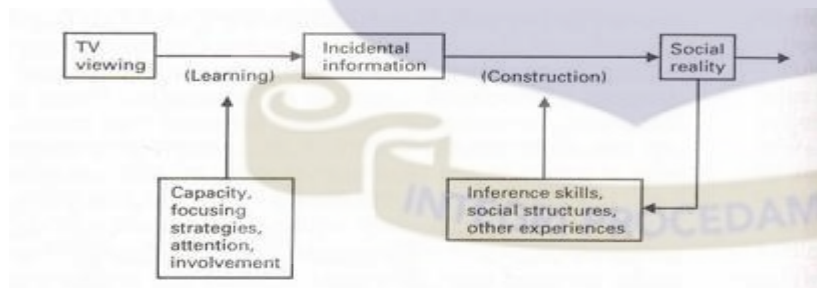 TV
viewing
(Learning)
Incidental
information
(Construction)
Social
reality
Capacity,
focusing
strategies,
attention,
involvement
Inference skills,
social structures,
other experiences